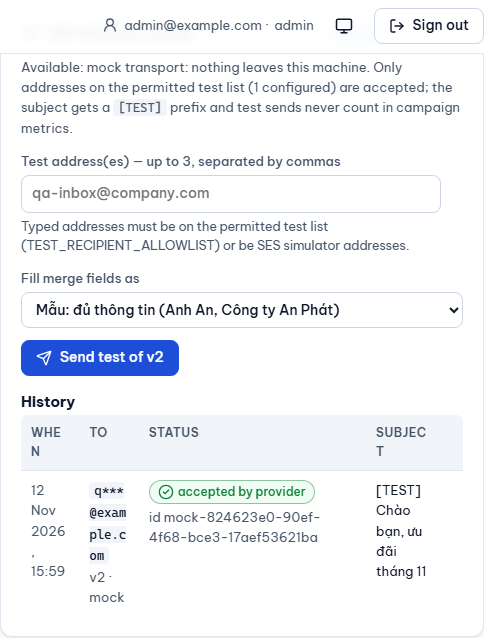 admin@example.com · admin
Sign out
Available: mock transport: nothing leaves this machine. Only
addresses on the permitted test list (1 configured) are accepted; the
subject gets a [TEST] prefix and test sends never count in campaign
metrics.
Test address(es) — up to 3, separated by commas
qa-inbox@company.com
Typed addresses must be on the permitted test list
(TEST_RECIPIENT_ALLOWLIST) or be SES simulator addresses.
Fill merge fields as
Mẫu: đủ thông tin (Anh An, Công ty An Phát)
Send test of v2
History
WHE
N
TO
STATUS
SUBJEC
T
12
Nov
2026
,
15:59
q***
@exam
ple.c
om
v2 ·
mock
accepted by provider
id mock-824623e0-90ef-
4f68-bce3-17aef53621ba
[TEST]
Chào
bạn, ưu
đãi
tháng 11